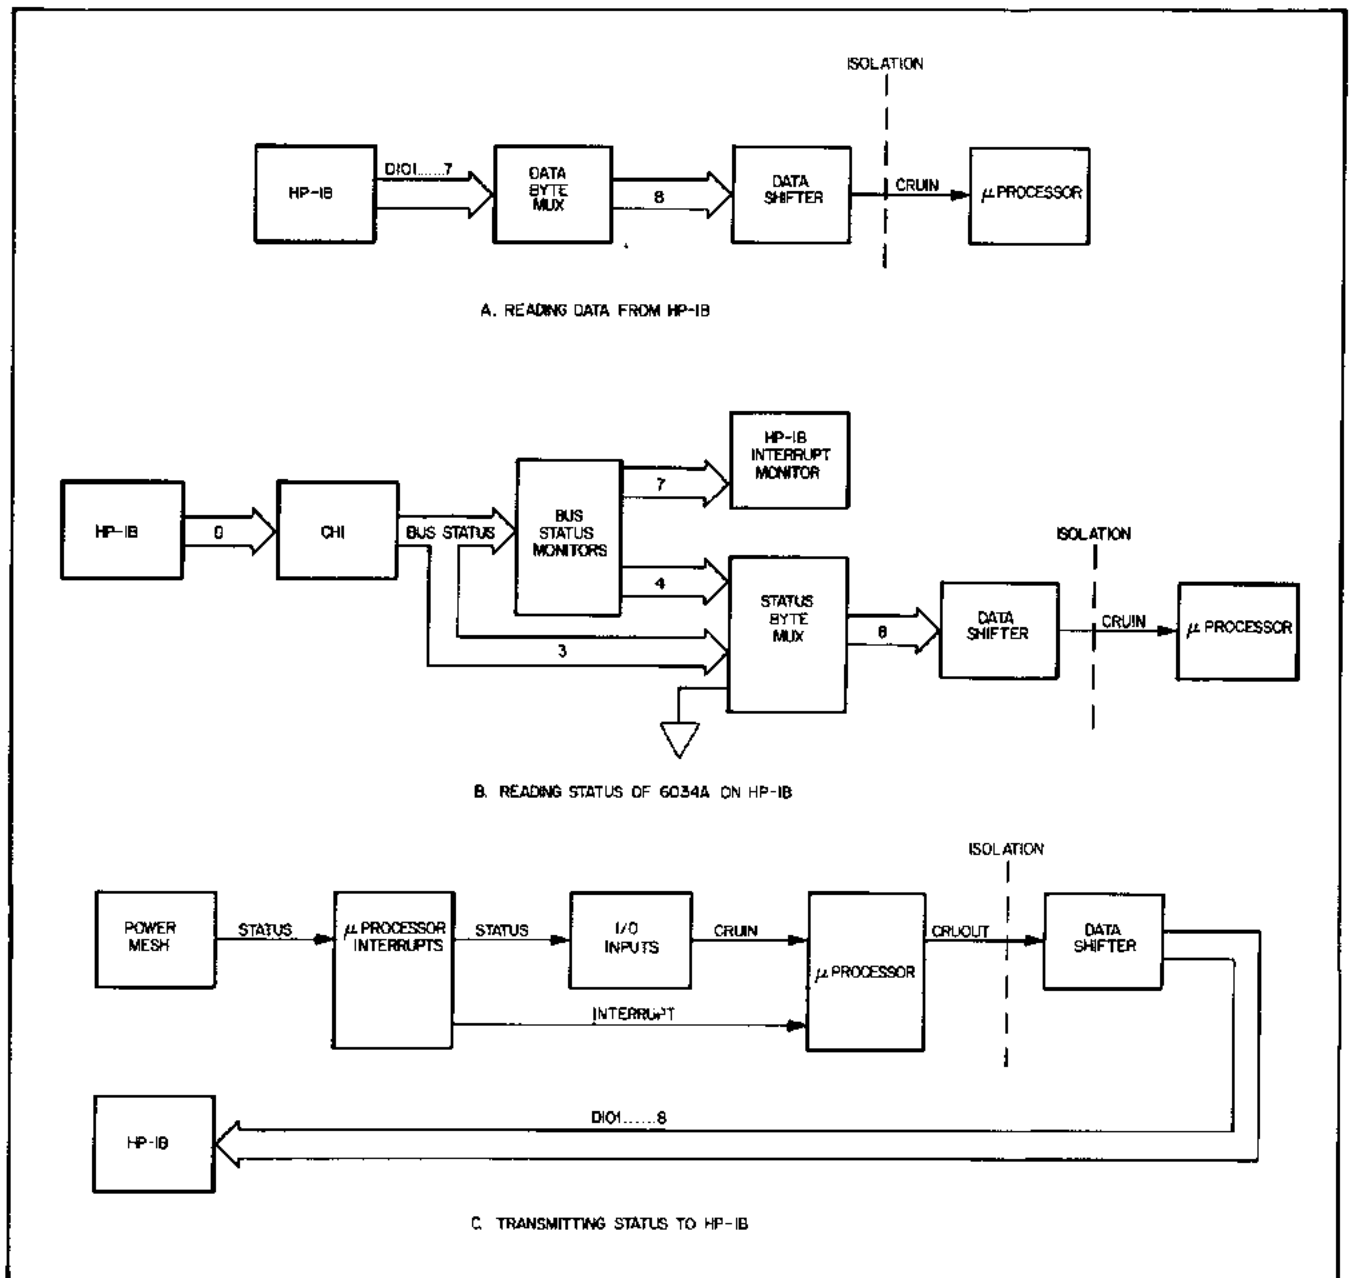 ISOLATION
HP-IB
DIO1......7
DATA
BYTE
MUX
8
DATA
SHIFTER
CRUIN
μ PROCESSOR
A. READING DATA FROM HP-IB
HP-IB
INTERRUPT
MONITOR
7
HP-IB
CHI
BUS STATUS
BUS
STATUS
MONITORS
ISOLATION
4
STATUS
BYTE
MUX
8
DATA
SHIFTER
CRUIN
μ PROCESSOR
3
B. READING STATUS OF 6034A ON HP-IB
ISOLATION
POWER
MESH
STATUS
μ PROCESSOR
INTERRUPTS
STATUS
I/O
INPUTS
CRUIN
μ PROCESSOR
CRUOUT
DATA
SHIFTER
INTERRUPT
HP-IB
DIO1......8
C. TRANSMITTING STATUS TO HP-IB